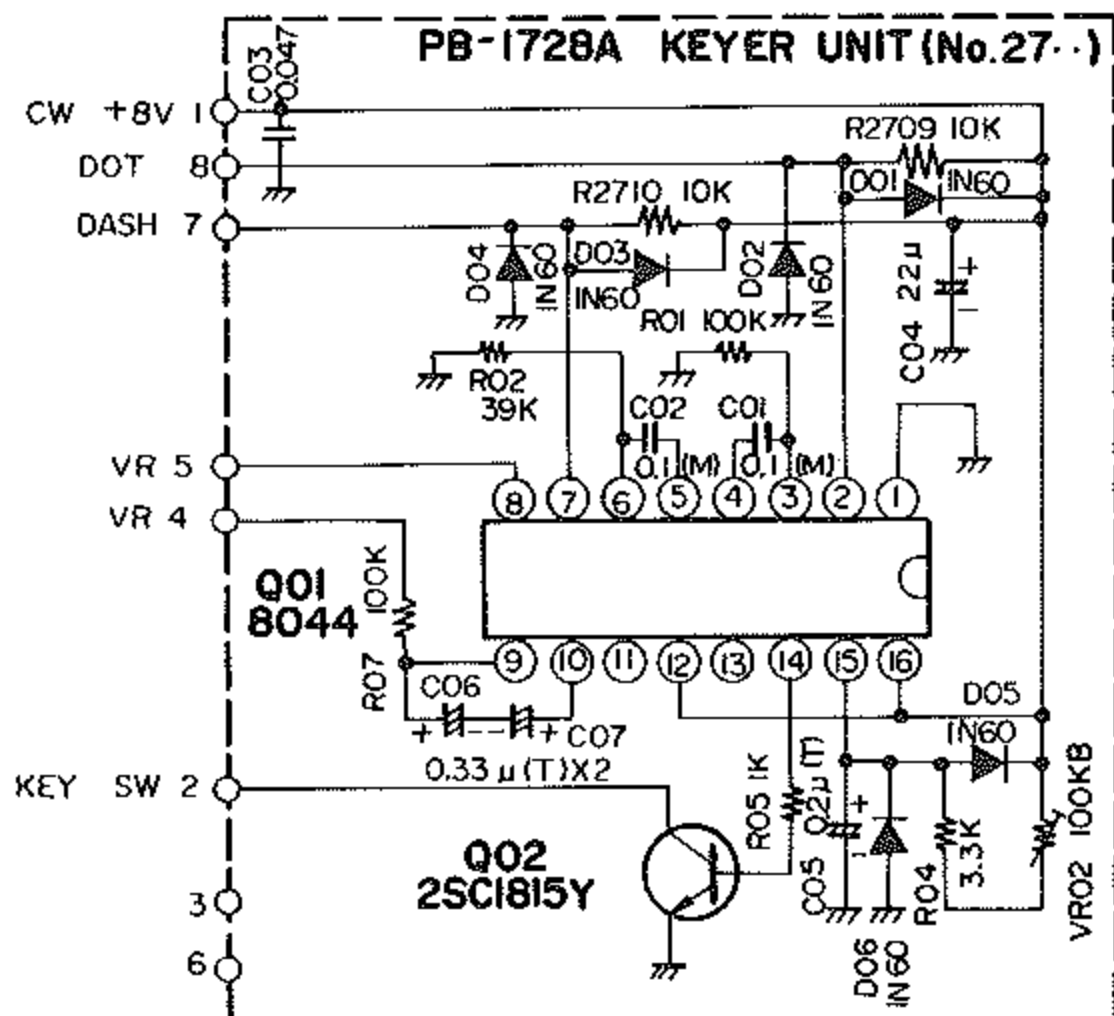 PB-1728A KEYER UNIT (No.27··)
C03
0.047
CW +8V 1
DOT 8
DASH 7
R2709 10K
D01 1N60
R2710 10K
D04
1N60
D03
1N60
D02
1N60
C04 22μ
+
-
R01 100K
R02
39K
C02
0.1 (M)
C01
0.1 (M)
VR 5
VR 4
8 7 6 5 4 3 2 1
Q01
8044
100K
R07
9 10 11 12 13 14 15 16
C06
+ - - + C07
0.33μ(T)X2
D05
1N60
KEY SW 2
R05 1K
C05 0.2μ(T)
+
-
D06
1N60
R04
3.3K
VR02 100KB
Q02
2SC1815Y
3
6